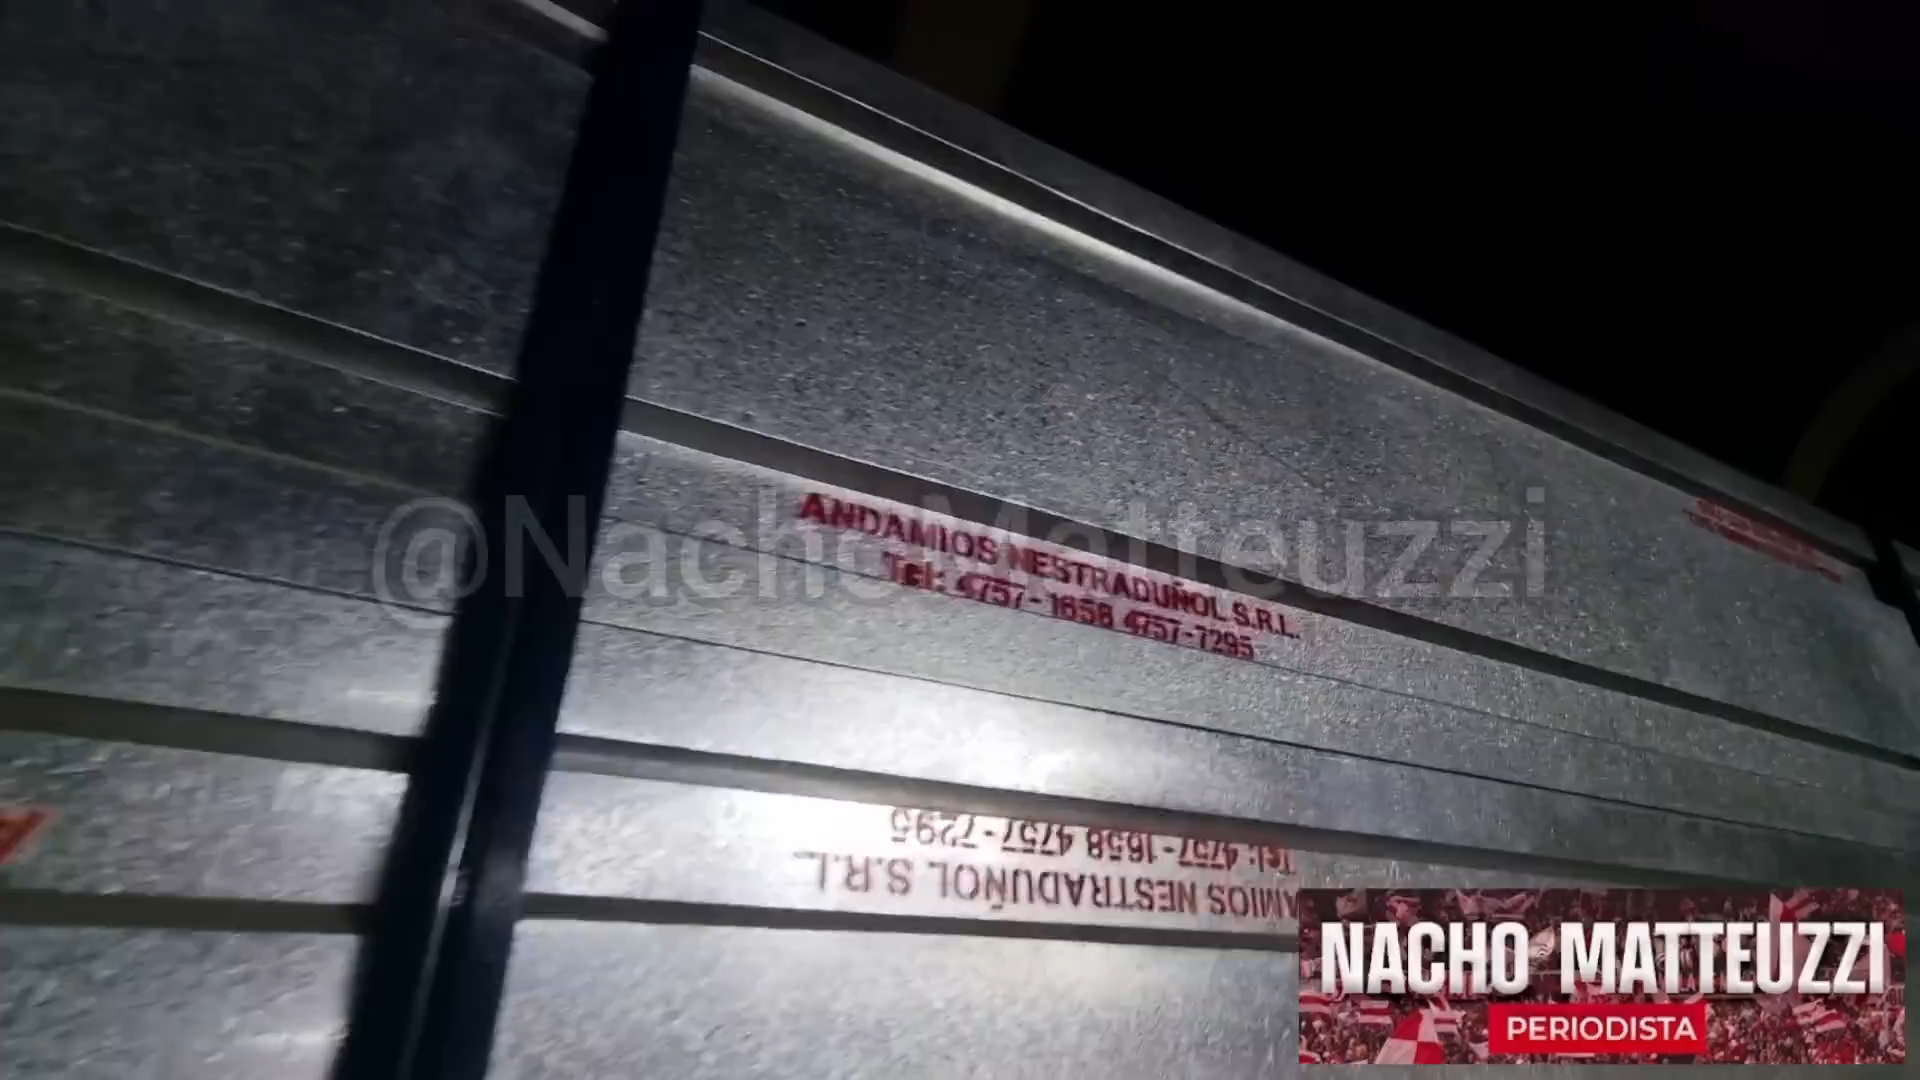 @NachoMatteuzzi
ANDAMIOS NESTRADUÑOL S.R.L.
Tel: 4757-1658 4757-7295
AMIOS NESTRADUÑOL S.R.L.
Tel: 4757-1658 4757-7295
NACHO MATTEUZZI
PERIODISTA